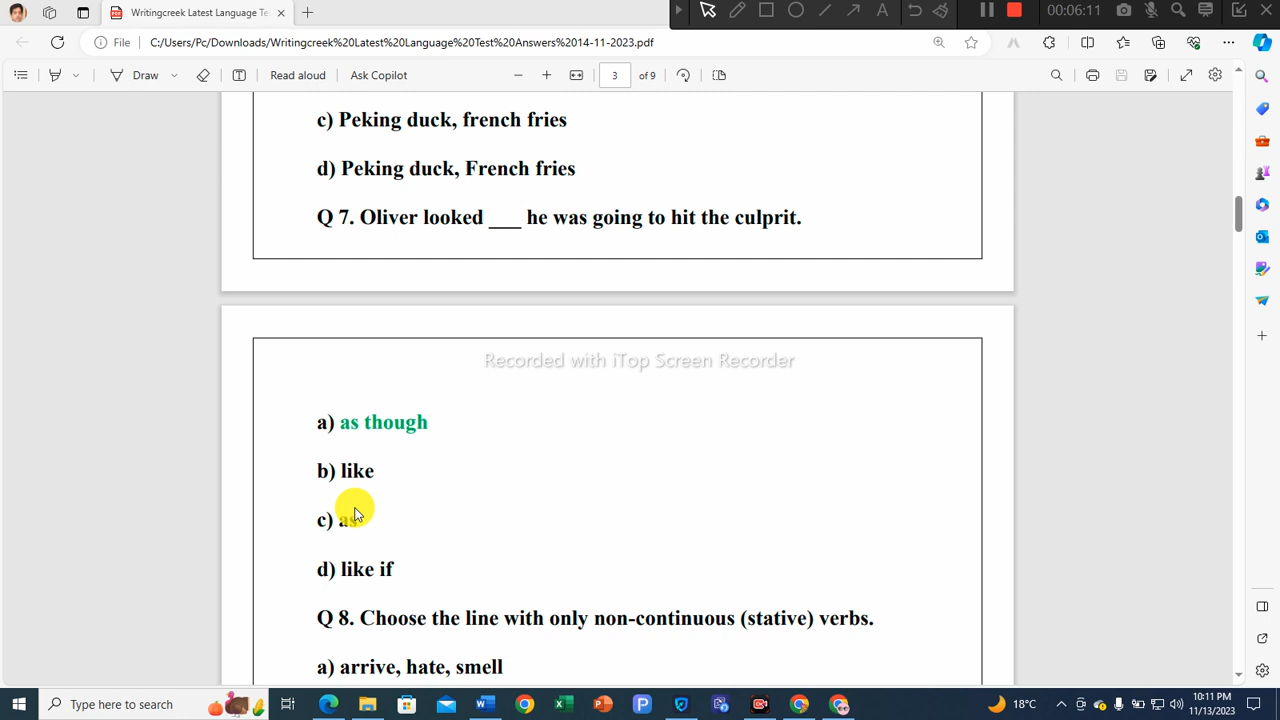 Writingcreek Latest Language Te
00:06:11
File
C:/Users/Pc/Downloads/Writingcreek%20Latest%20Language%20Test%20Answers%2014-11-2023.pdf
Draw
Read aloud
Ask Copilot
3
of 9
c) Peking duck, french fries
d) Peking duck, French fries
Q 7. Oliver looked ___ he was going to hit the culprit.
Recorded with iTop Screen Recorder
a) as though
b) like
c) as
d) like if
Q 8. Choose the line with only non-continuous (stative) verbs.
a) arrive, hate, smell
Type here to search
18°C
10:11 PM
11/13/2023